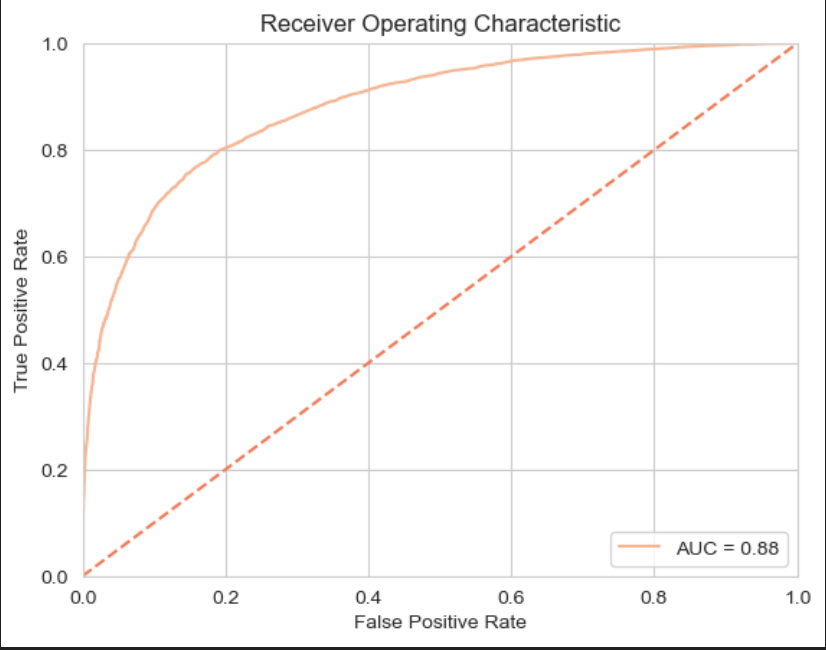 Receiver Operating Characteristic
1.0
0.8
0.6
0.4
0.2
0.0
True Positive Rate
AUC = 0.88
0.0 0.2 0.4 0.6 0.8 1.0
False Positive Rate